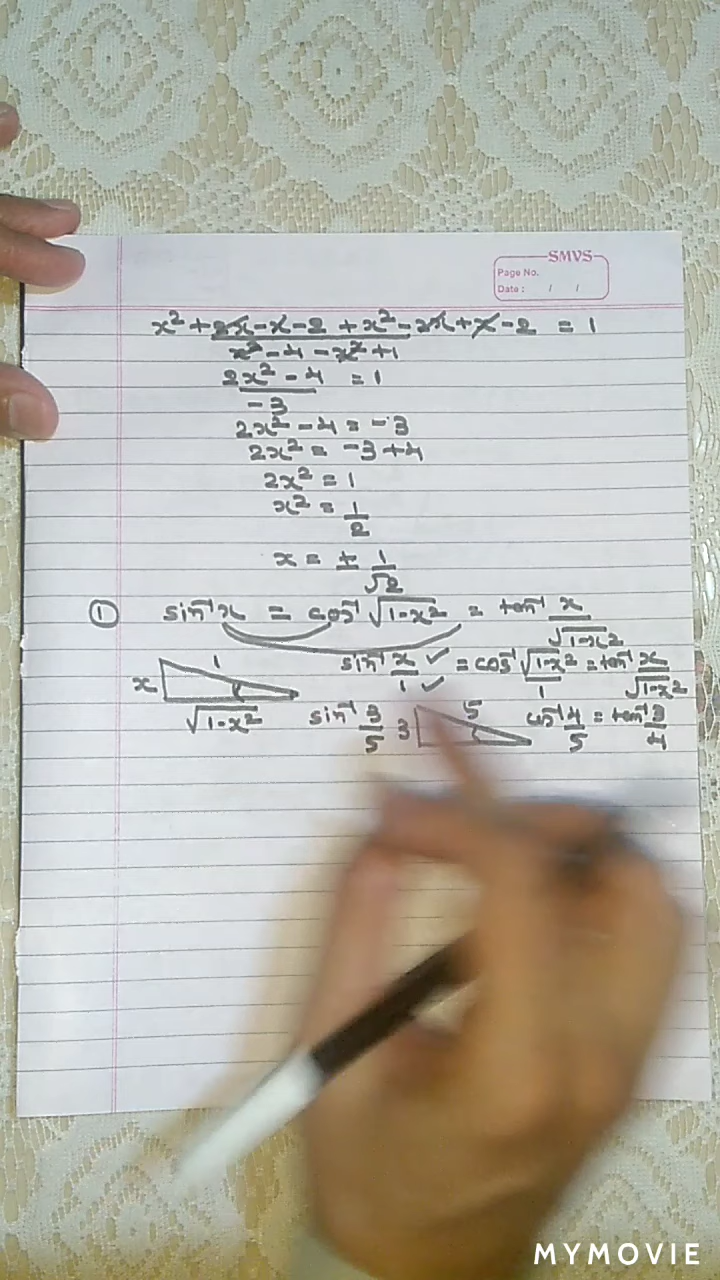 SMVS
Page No.
Date : / /
x² + 2x - x - 2 + x² - 2x + x - 2 = 1
x² - 4 - x² + 1
2x² - 4 = 1
-3
2x² - 4 = -3
2x² = -3 + 4
2x² = 1
x² = 1/2
x = ± 1/√2
① sin⁻¹x = cos⁻¹ √1-x² = tan⁻¹ x/√1-x²
x 1 √1-x²
sin⁻¹ x/1 ✓ ✓ = cos⁻¹ √1-x²/1 = tan⁻¹ x/√1-x²
sin⁻¹ 3/5 3 5 cos⁻¹ 4/5 = tan⁻¹ 3/4
MYMOVIE